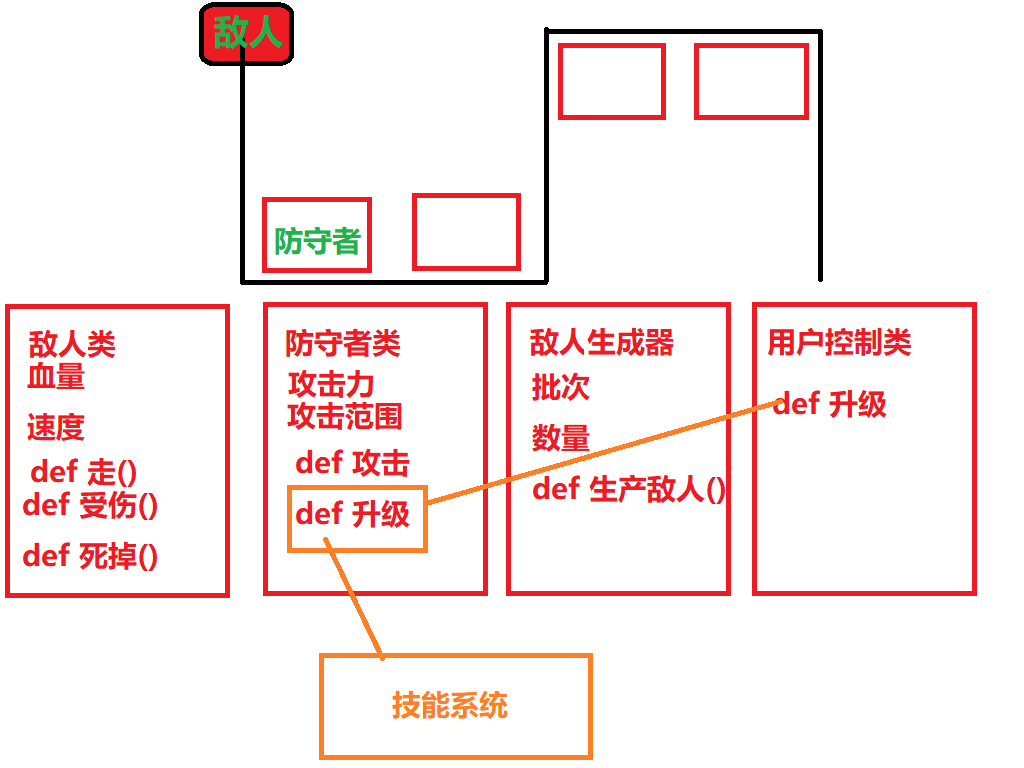 敌人
防守者
敌人类
血量
速度
def 走()
def 受伤()
def 死掉()
防守者类
攻击力
攻击范围
def 攻击
def 升级
敌人生成器
批次
数量
def 生产敌人()
用户控制类
def 升级
技能系统